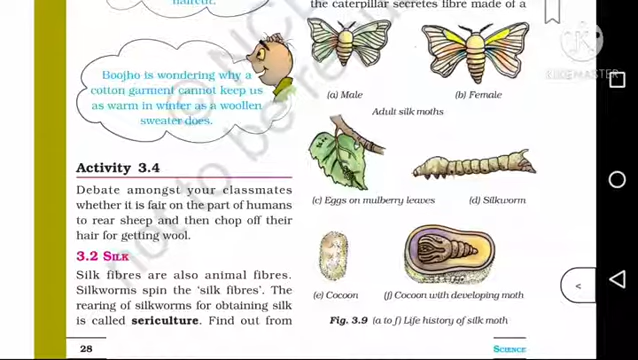 haircut.
Boojho is wondering why a
cotton garment cannot keep us
as warm in winter as a woollen
sweater does.
Activity 3.4
Debate amongst your classmates
whether it is fair on the part of humans
to rear sheep and then chop off their
hair for getting wool.
3.2 SILK
Silk fibres are also animal fibres.
Silkworms spin the ‘silk fibres’. The
rearing of silkworms for obtaining silk
is called sericulture. Find out from
28
the caterpillar secretes fibre made of a
(a) Male
(b) Female
Adult silk moths
(c) Eggs on mulberry leaves
(d) Silkworm
(e) Cocoon
(f) Cocoon with developing moth
Fig. 3.9 (a to f) Life history of silk moth
SCIENCE